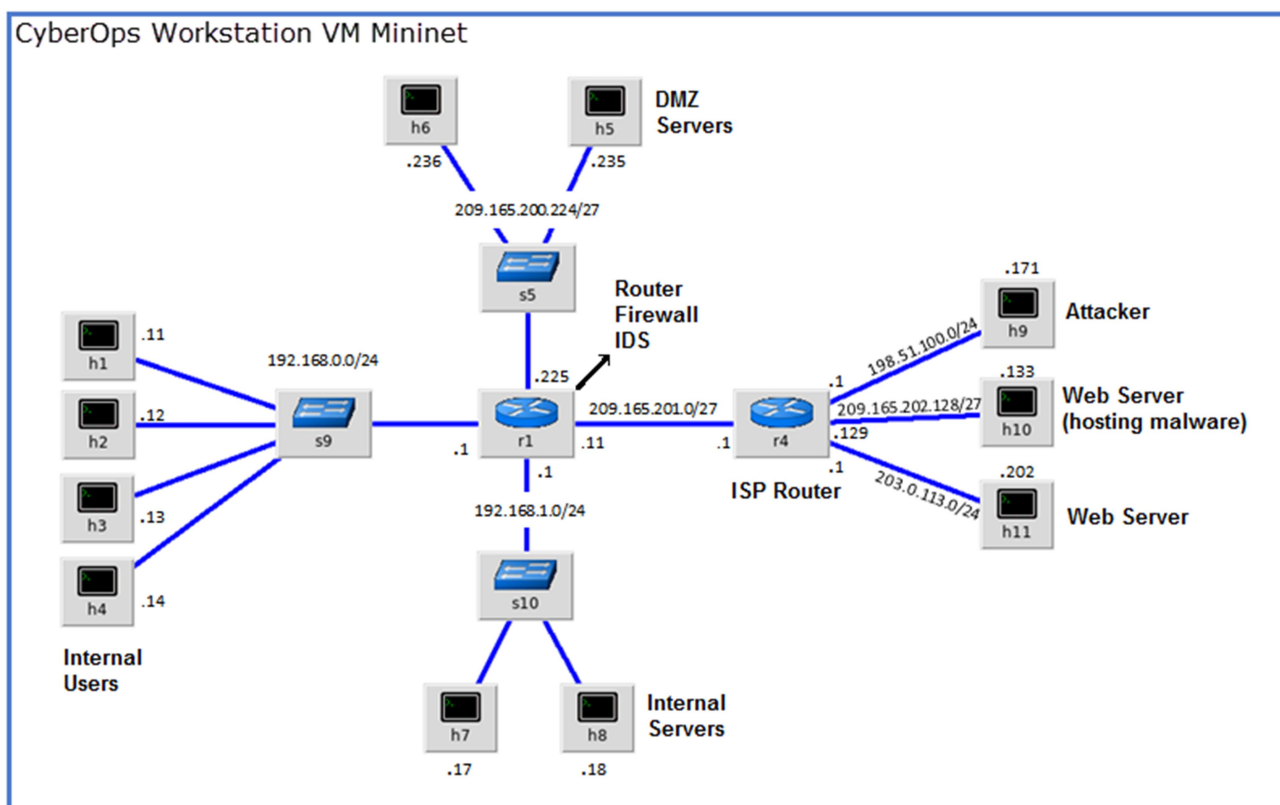 CyberOps Workstation VM Mininet
h6
h5
DMZ
Servers
.236
.235
209.165.200.224/27
s5
Router
Firewall
IDS
.171
h9
Attacker
198.51.100.0/24
h1
.11
192.168.0.0/24
.225
.1
.133
h10
Web Server
(hosting malware)
209.165.201.0/27
209.165.202.128/27
h2
.12
s9
.1
r1
.11
.1
r4
.129
.1
ISP Router
203.0.113.0/24
.202
h11
Web Server
h3
.13
.1
192.168.1.0/24
h4
.14
s10
Internal
Users
h7
h8
Internal
Servers
.17
.18